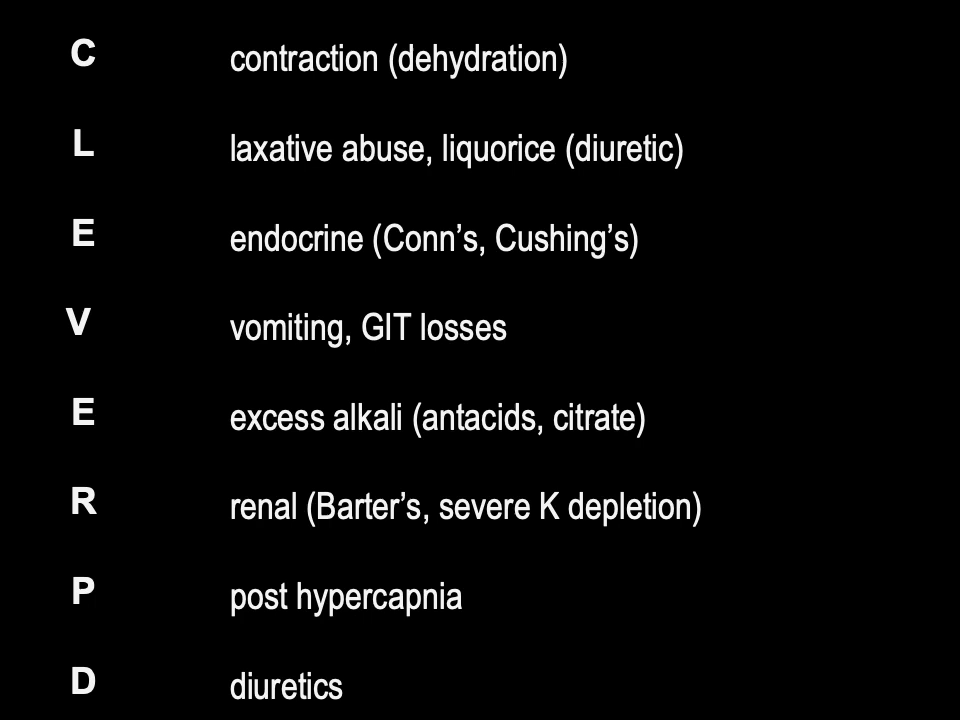 C contraction (dehydration)
L laxative abuse, liquorice (diuretic)
E endocrine (Conn’s, Cushing’s)
V vomiting, GIT losses
E excess alkali (antacids, citrate)
R renal (Barter’s, severe K depletion)
P post hypercapnia
D diuretics